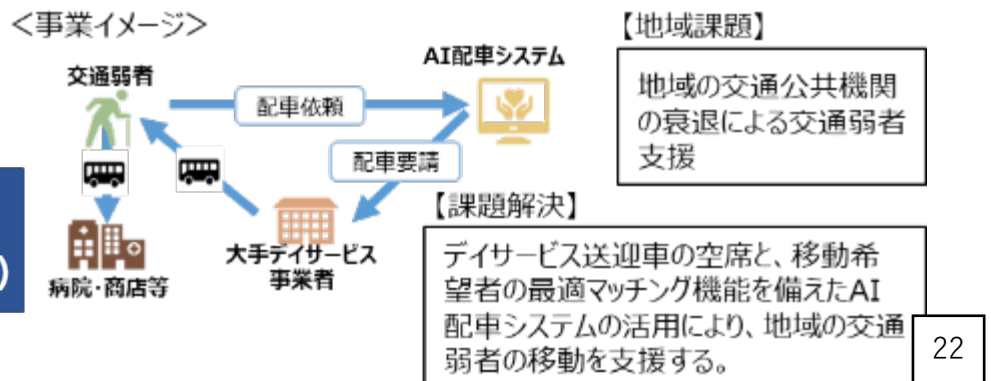 ＜事業イメージ＞
交通弱者
配車依頼
AI配車システム
配車要請
大手デイサービス
事業者
病院・商店等
)
【地域課題】
地域の交通公共機関
の衰退による交通弱者
支援
【課題解決】
デイサービス送迎車の空席と、移動希
望者の最適マッチング機能を備えたAI
配車システムの活用により、地域の交通
弱者の移動を支援する。
22